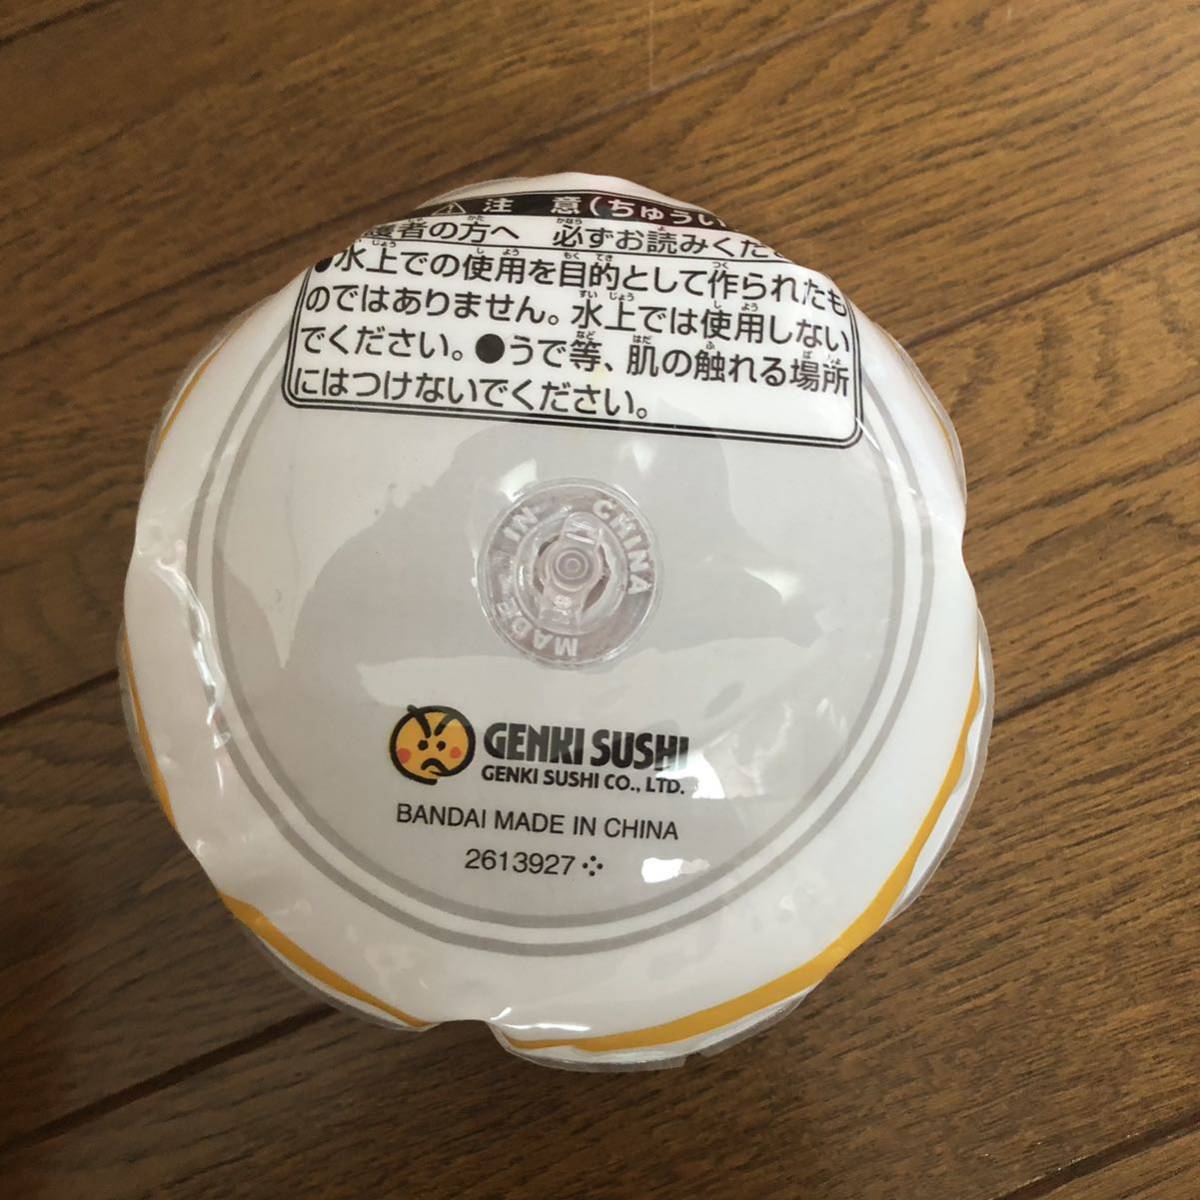 ⚠ 注 意(ちゅうい
護者の方へ 必ずお読みくださ
●水上での使用を目的として作られたも
のではありません。水上では使用しない
でください。●うで等、肌の触れる場所
にはつけないでください。
MADE IN CHINA
GENKI SUSHI
GENKI SUSHI CO., LTD.
BANDAI MADE IN CHINA
2613927